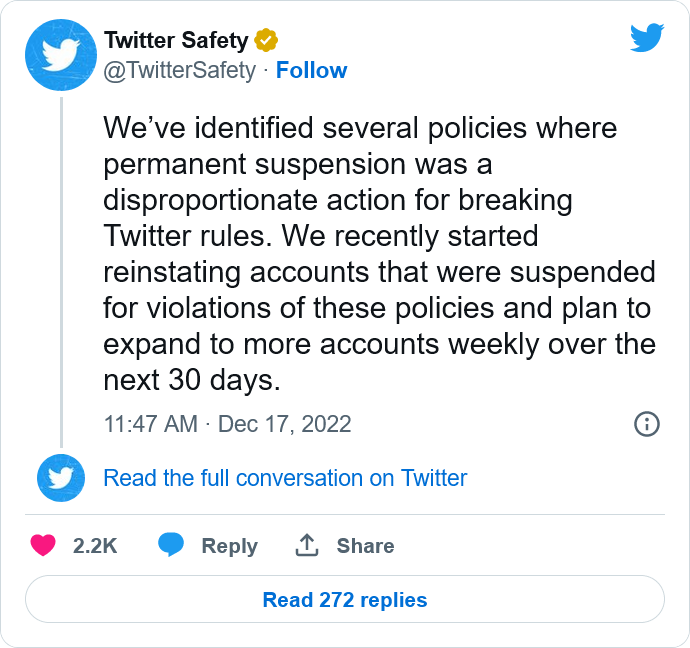 Twitter Safety
@TwitterSafety · Follow
We’ve identified several policies where
permanent suspension was a
disproportionate action for breaking
Twitter rules. We recently started
reinstating accounts that were suspended
for violations of these policies and plan to
expand to more accounts weekly over the
next 30 days.
11:47 AM · Dec 17, 2022
Read the full conversation on Twitter
2.2K Reply Share
Read 272 replies